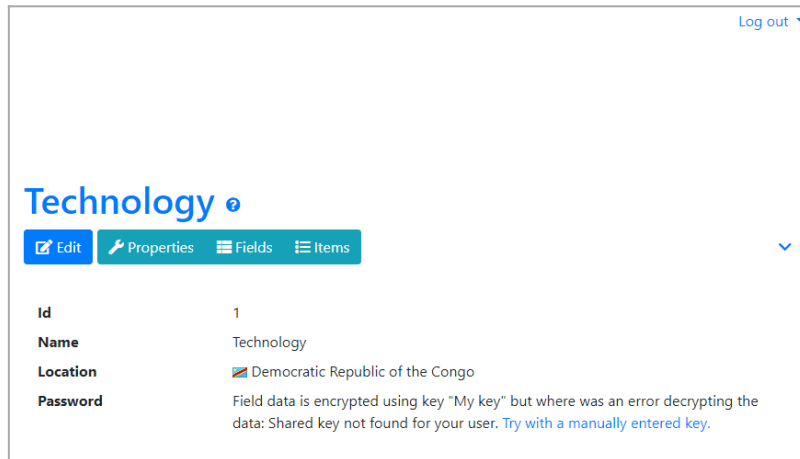 Log out
Technology
Edit Properties Fields Items
Id 1
Name Technology
Location Democratic Republic of the Congo
Password Field data is encrypted using key "My key" but where was an error decrypting the
data: Shared key not found for your user. Try with a manually entered key.